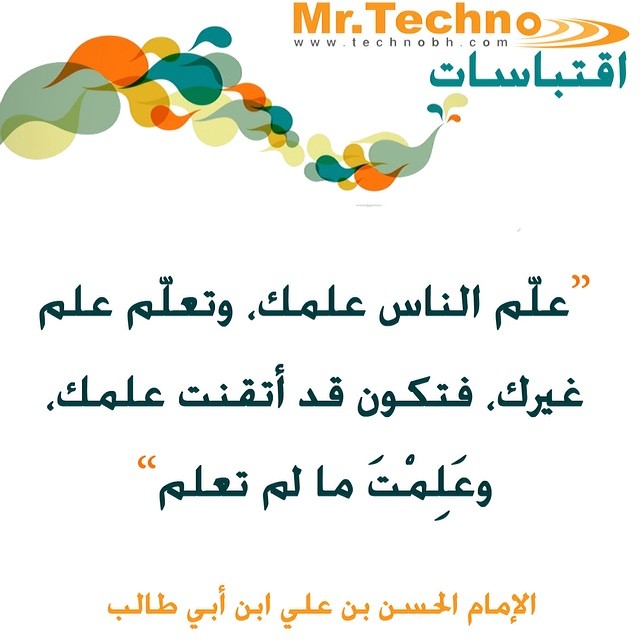 Mr.Techno
www.technobh.com
اقتباسات
”علّم الناس علمك، وتعلّم علم
غيرك، فتكون قد أتقنت علمك،
وعَلِمْتَ ما لم تعلم“
الإمام الحسن بن علي ابن أبي طالب